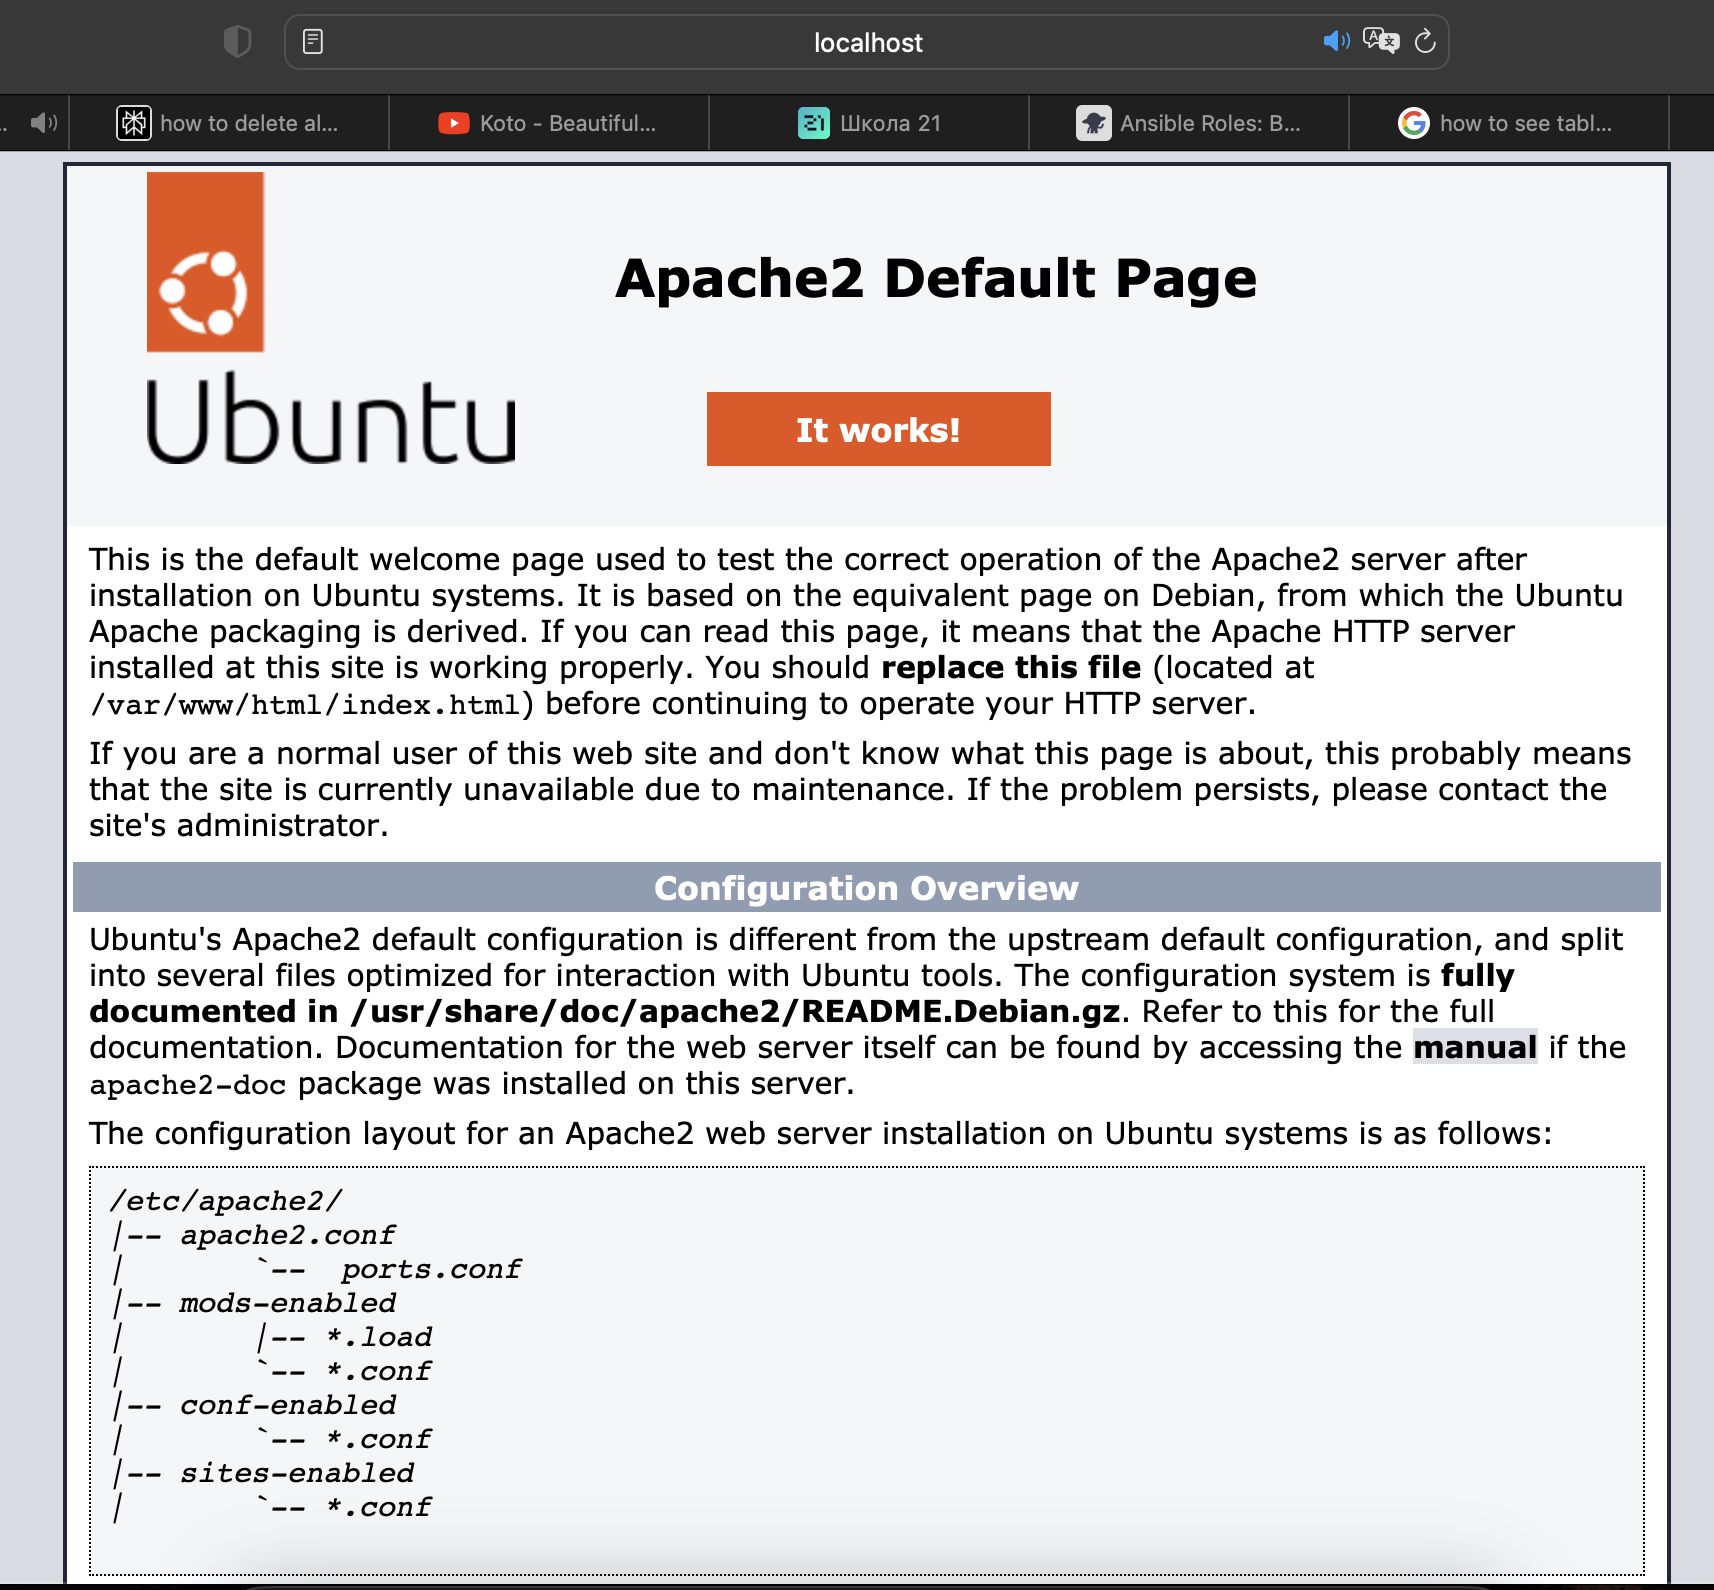 localhost
how to delete al...
Koto - Beautiful...
21 Школа 21
Ansible Roles: B...
how to see tabl...
Apache2 Default Page
Ubuntu
It works!
This is the default welcome page used to test the correct operation of the Apache2 server after
installation on Ubuntu systems. It is based on the equivalent page on Debian, from which the Ubuntu
Apache packaging is derived. If you can read this page, it means that the Apache HTTP server
installed at this site is working properly. You should replace this file (located at
/var/www/html/index.html) before continuing to operate your HTTP server.
If you are a normal user of this web site and don't know what this page is about, this probably means
that the site is currently unavailable due to maintenance. If the problem persists, please contact the
site's administrator.
Configuration Overview
Ubuntu's Apache2 default configuration is different from the upstream default configuration, and split
into several files optimized for interaction with Ubuntu tools. The configuration system is fully
documented in /usr/share/doc/apache2/README.Debian.gz. Refer to this for the full
documentation. Documentation for the web server itself can be found by accessing the manual if the
apache2-doc package was installed on this server.
The configuration layout for an Apache2 web server installation on Ubuntu systems is as follows:
/etc/apache2/
|-- apache2.conf
|       `--  ports.conf
|-- mods-enabled
|       |-- *.load
|       `-- *.conf
|-- conf-enabled
|       `-- *.conf
|-- sites-enabled
|       `-- *.conf